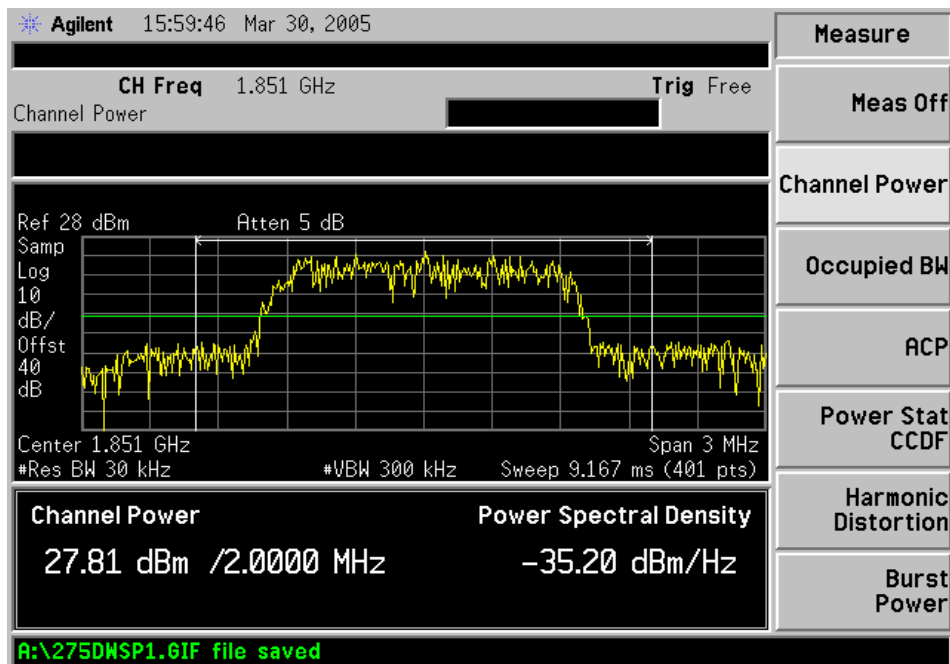 Agilent 15:59:46 Mar 30, 2005
Measure
CH Freq 1.851 GHz Trig Free
Channel Power
Meas Off
Channel Power
Ref 28 dBm Atten 5 dB
Samp
Log
10
dB/
Offst
40
dB
Occupied BW
ACP
Center 1.851 GHz Span 3 MHz
#Res BW 30 kHz #VBW 300 kHz Sweep 9.167 ms (401 pts)
Power Stat
CCDF
Channel Power Power Spectral Density
27.81 dBm /2.0000 MHz -35.20 dBm/Hz
Harmonic
Distortion
Burst
Power
A:\275DWSP1.GIF file saved